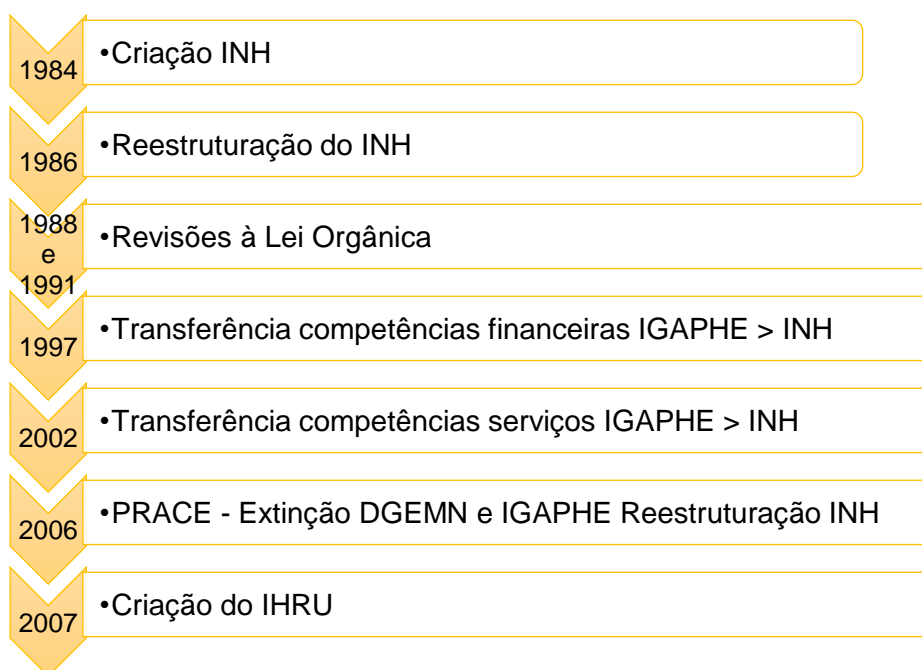 1984
•Criação INH
1986
•Reestruturação do INH
1988
e
1991
•Revisões à Lei Orgânica
1997
•Transferência competências financeiras IGAPHE > INH
2002
•Transferência competências serviços IGAPHE > INH
2006
•PRACE - Extinção DGEMN e IGAPHE Reestruturação INH
2007
•Criação do IHRU